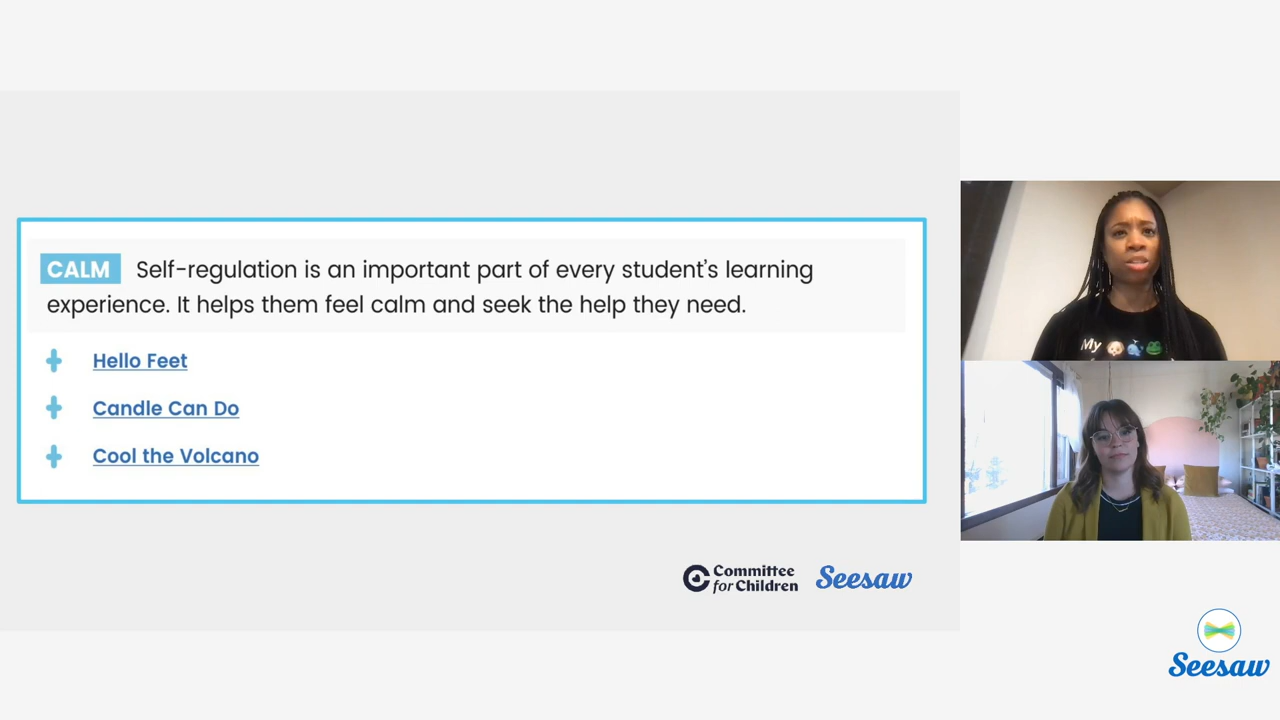 CALM Self-regulation is an important part of every student's learning
experience. It helps them feel calm and seek the help they need.
Hello Feet
Candle Can Do
Cool the Volcano
Committee
for Children
Seesaw
My
Seesaw